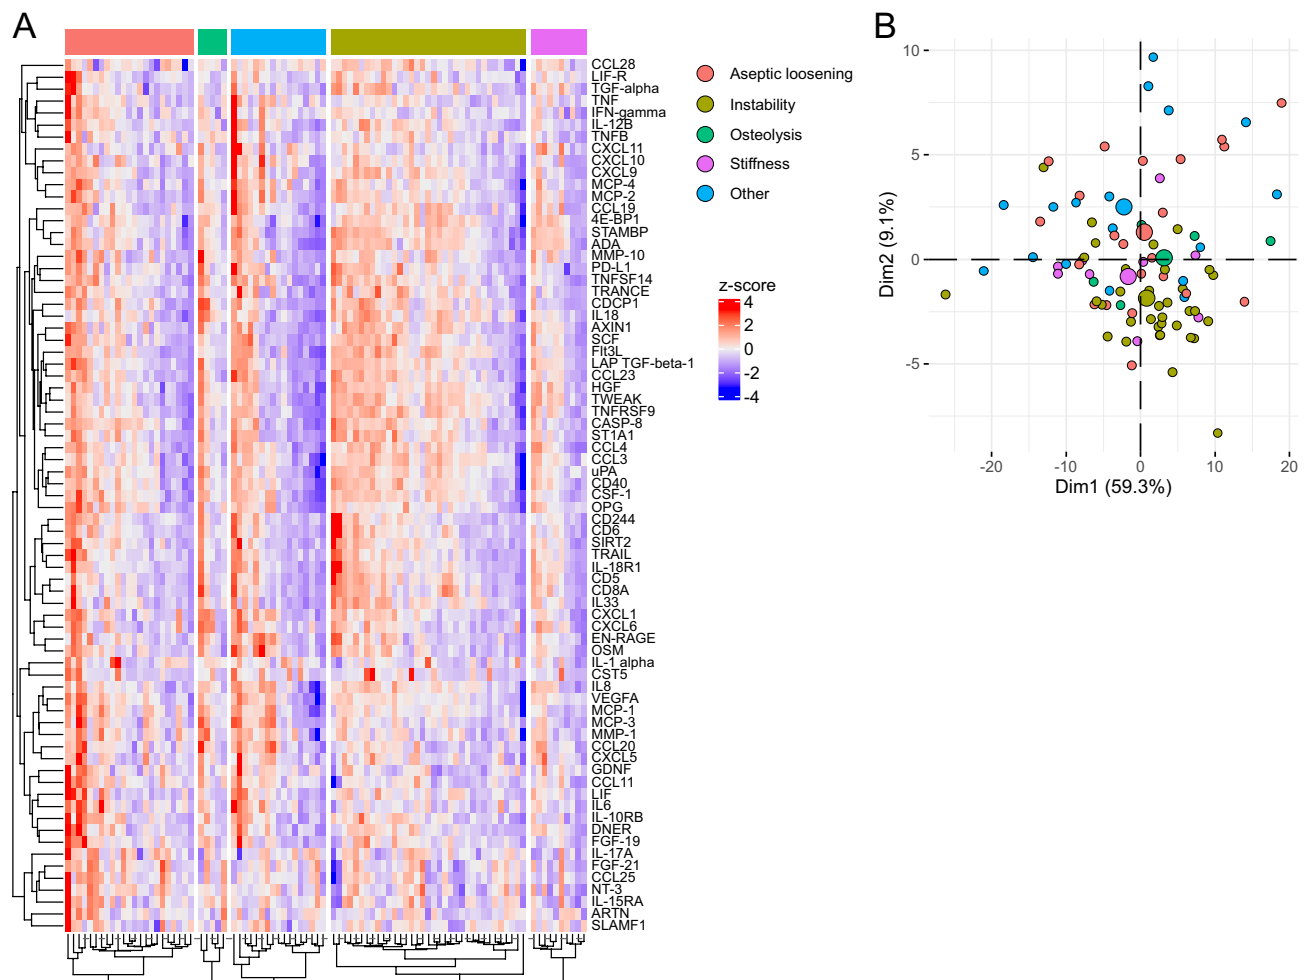 A
CCL28
LIF-R
TGF-alpha
TNF
IFN-gamma
IL-12B
TNFB
CXCL11
CXCL10
CXCL9
MCP-4
MCP-2
CCL19
4E-BP1
STAMBP
ADA
MMP-10
PD-L1
TNFSF14
TRANCE
CDCP1
IL18
AXIN1
SCF
Flt3L
LAP TGF-beta-1
CCL23
HGF
TWEAK
TNFRSF9
CASP-8
ST1A1
CCL4
CCL3
uPA
CD40
CSF-1
OPG
CD244
CD6
SIRT2
TRAIL
IL-18R1
CD5
CD8A
IL33
CXCL1
CXCL6
EN-RAGE
OSM
IL-1 alpha
CST5
IL8
VEGFA
MCP-1
MCP-3
MMP-1
CCL20
CXCL5
GDNF
CCL11
LIF
IL6
IL-10RB
DNER
FGF-19
IL-17A
FGF-21
CCL25
NT-3
IL-15RA
ARTN
SLAMF1
Aseptic loosening
Instability
Osteolysis
Stiffness
Other
z-score
4
2
0
-2
-4
B
10
5
0
-5
Dim2 (9.1%)
-20 -10 0 10 20
Dim1 (59.3%)